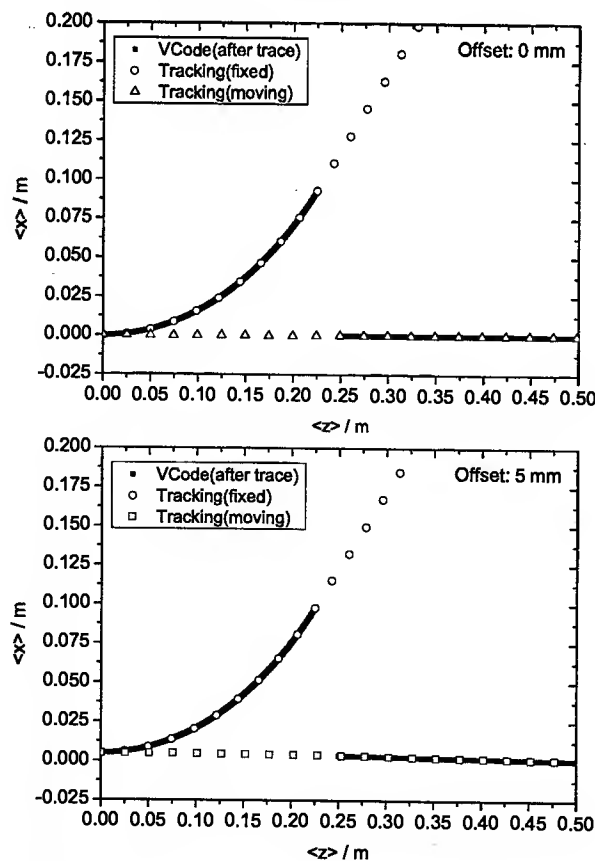 0.200
0.175
0.150
0.125
0.100
0.075
0.050
0.025
0.000
-0.025
<x> / m
VCode(after trace)
Tracking(fixed)
Tracking(moving)
Offset: 0 mm
0.00 0.05 0.10 0.15 0.20 0.25 0.30 0.35 0.40 0.45 0.50
<z> / m
0.200
0.175
0.150
0.125
0.100
0.075
0.050
0.025
0.000
-0.025
<x> / m
VCode(after trace)
Tracking(fixed)
Tracking(moving)
Offset: 5 mm
0.00 0.05 0.10 0.15 0.20 0.25 0.30 0.35 0.40 0.45 0.50
<z> / m